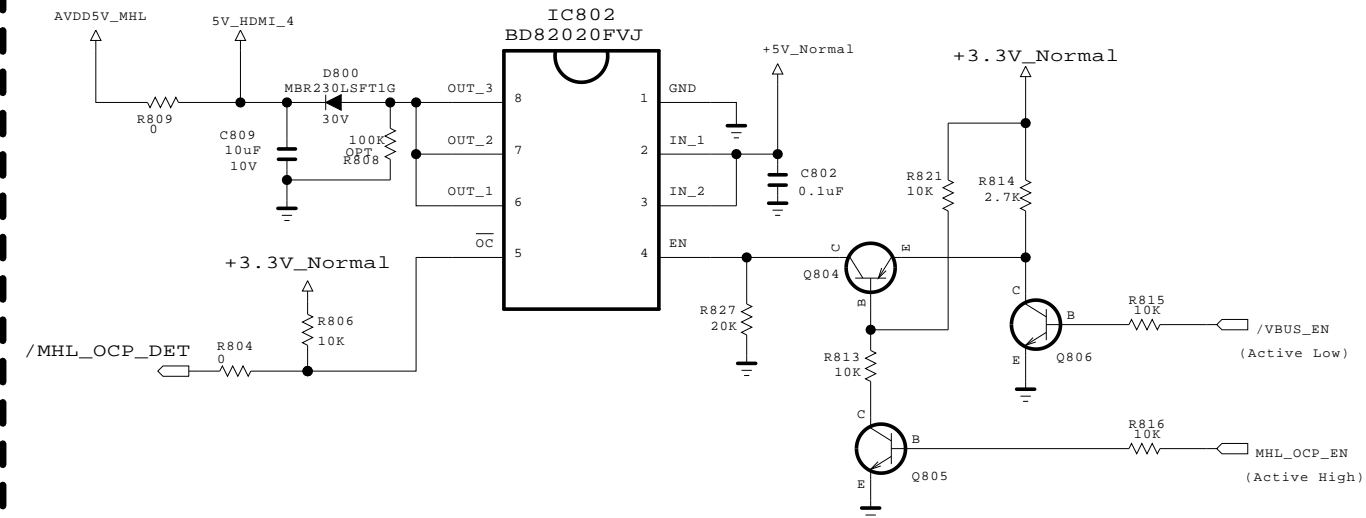 IC802
BD82020FVJ
AVDD5V_MHL
5V_HDMI_4
+5V_Normal
+3.3V_Normal
D800
MBR230LSFT1G
30V
R809
0
C809
10uF
10V
100K
OPT
R808
OUT_3
8
OUT_2
7
OUT_1
6
OC
5
1
GND
2
IN_1
3
IN_2
4
EN
C802
0.1uF
R821
10K
R814
2.7K
+3.3V_Normal
R806
10K
/MHL_OCP_DET
R804
0
R827
20K
C
E
B
Q804
R813
10K
C
B
E
Q806
R815
10K
/VBUS_EN
(Active Low)
C
B
E
Q805
R816
10K
MHL_OCP_EN
(Active High)